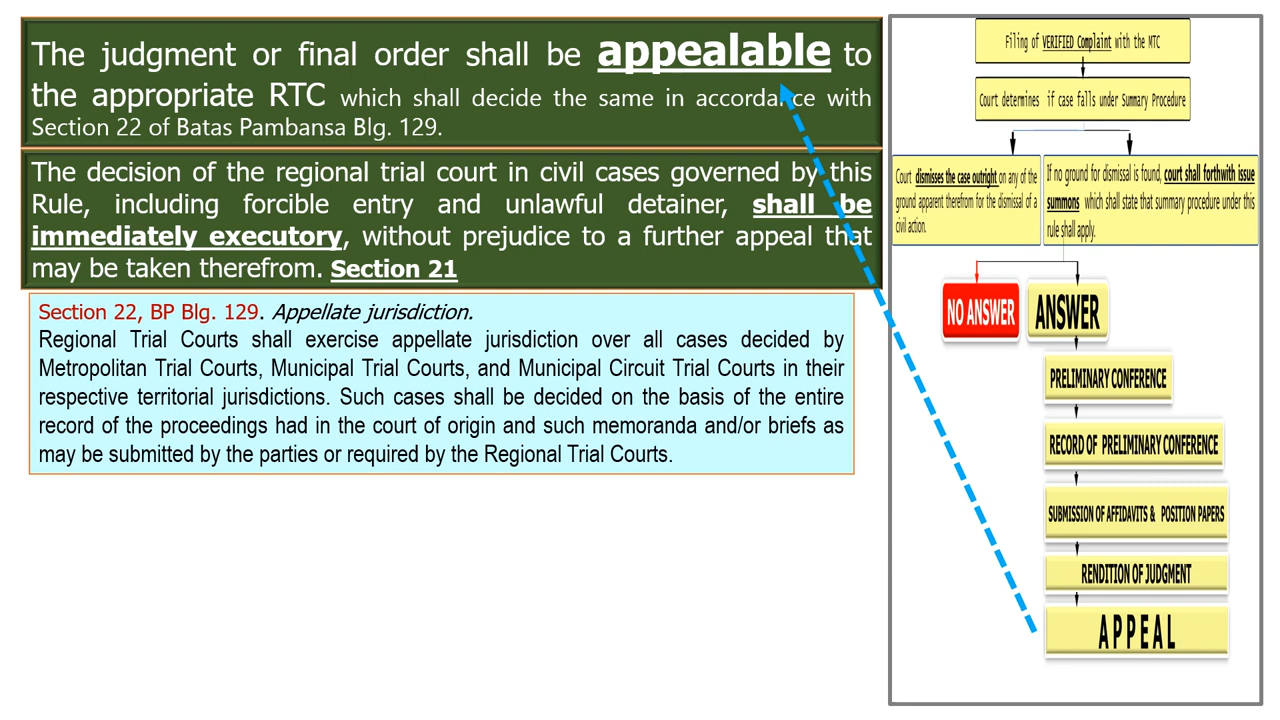 The judgment or final order shall be appealable to
the appropriate RTC which shall decide the same in accordance with
Section 22 of Batas Pambansa Blg. 129.
The decision of the regional trial court in civil cases governed by this
Rule, including forcible entry and unlawful detainer, shall be
immediately executory, without prejudice to a further appeal that
may be taken therefrom. Section 21
Section 22, BP Blg. 129. Appellate jurisdiction.
Regional Trial Courts shall exercise appellate jurisdiction over all cases decided by
Metropolitan Trial Courts, Municipal Trial Courts, and Municipal Circuit Trial Courts in their
respective territorial jurisdictions. Such cases shall be decided on the basis of the entire
record of the proceedings had in the court of origin and such memoranda and/or briefs as
may be submitted by the parties or required by the Regional Trial Courts.
Filing of VERIFIED Complaint with the MTC
Court determines if case falls under Summary Procedure
Court dismisses the case outright on any of the
ground apparent therefrom for the dismissal of a
civil action.
If no ground for dismissal is found, court shall forthwith issue
summons which shall state that summary procedure under this
rule shall apply.
NO ANSWER
ANSWER
PRELIMINARY CONFERENCE
RECORD OF PRELIMINARY CONFERENCE
SUBMISSION OF AFFIDAVITS & POSITION PAPERS
RENDITION OF JUDGMENT
APPEAL